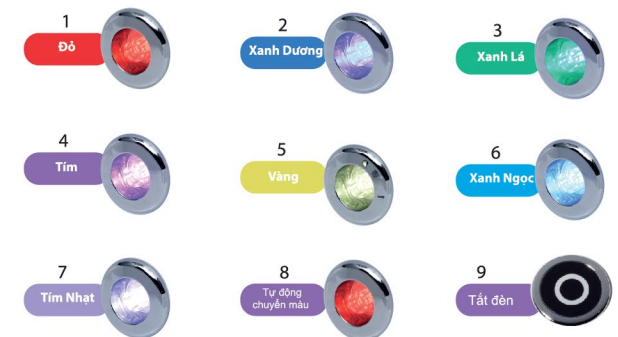 1
Đỏ
2
Xanh Dương
3
Xanh Lá
4
Tím
5
Vàng
6
Xanh Ngọc
7
Tím Nhạt
8
Tự động
chuyển màu
9
Tắt đèn